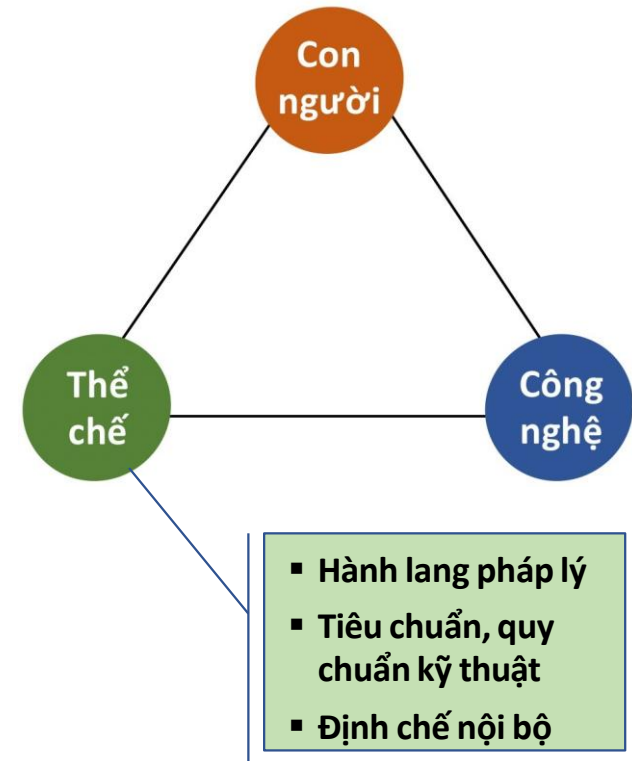 Con
người
Thể
chế
Công
nghệ
▪ Hành lang pháp lý
▪ Tiêu chuẩn, quy
chuẩn kỹ thuật
▪ Định chế nội bộ